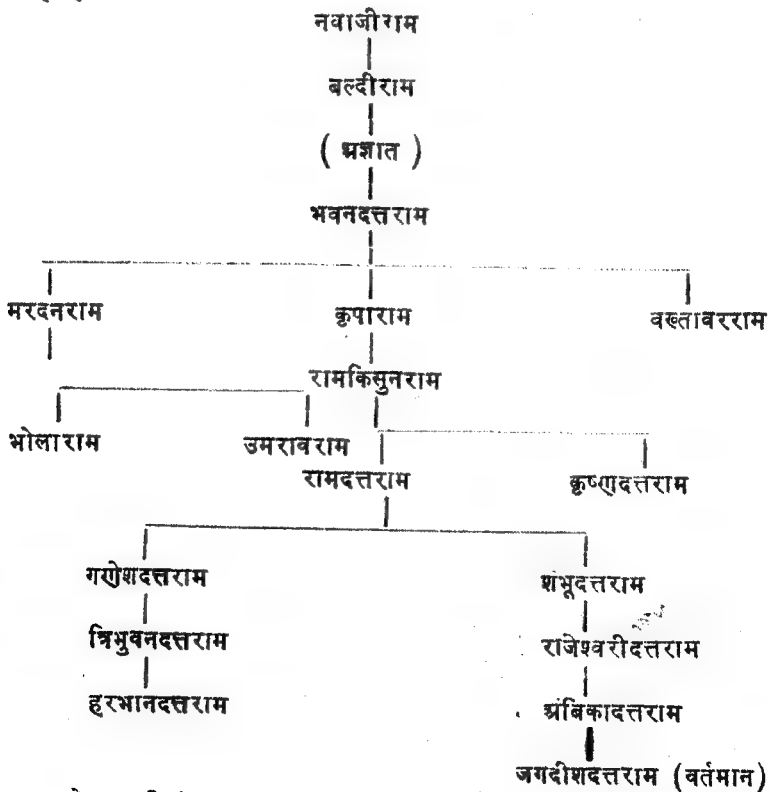 नवाजीराम
बल्दीराम
( अज्ञात )
भवनदत्तराम
मरदनराम कृपाराम वख्तावरराम
रामकिसुनराम
भोलाराम उमरावराम
रामदत्तराम कृष्णदत्तराम
गणेशदत्तराम शंभूदत्तराम
त्रिभुवनदत्तराम राजेश्वरीदत्तराम
हरभानदत्तराम अंबिकादत्तराम
जगदीशदत्तराम (वर्तमान)